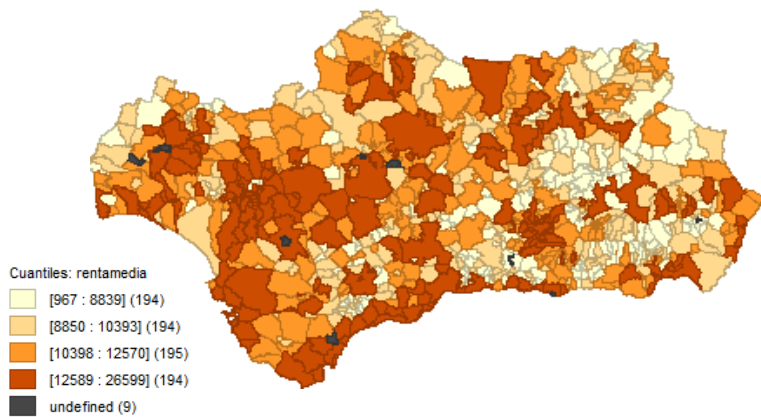 Cuantiles: rentamedia
[967 : 8839] (194)
[8850 : 10393] (194)
[10398 : 12570] (195)
[12589 : 26599] (194)
undefined (9)